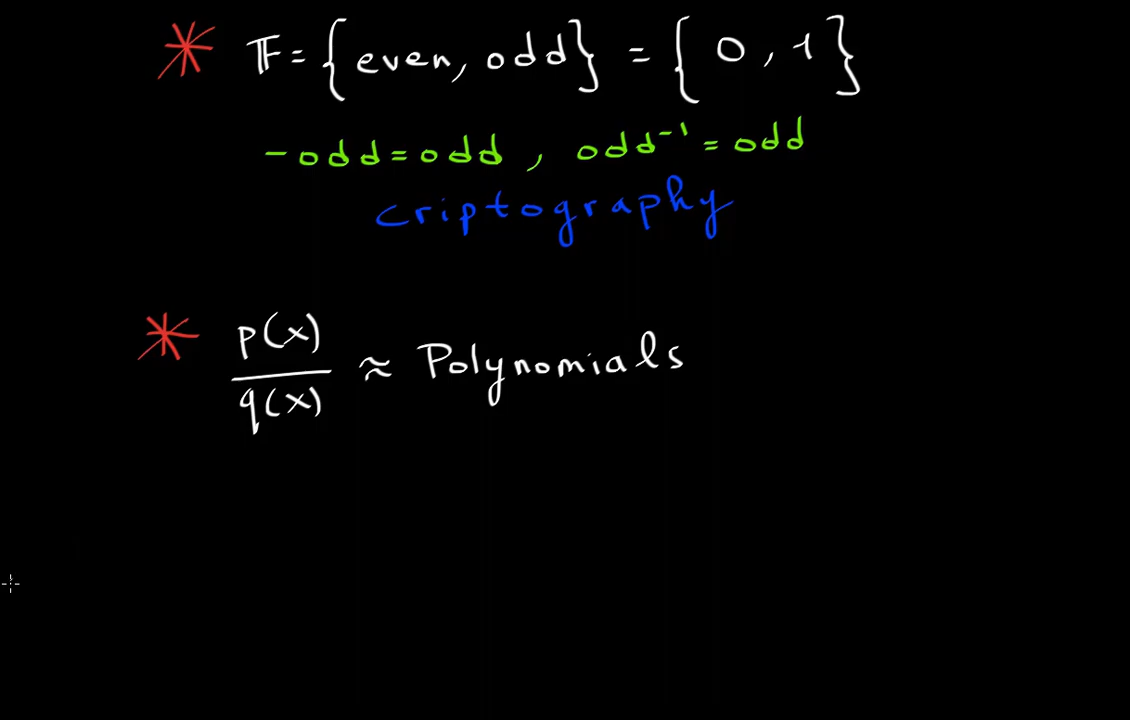 * 𝔽 = {even, odd} = {0, 1}
-odd = odd, odd⁻¹ = odd
criptography
* p(x)/q(x) ≈ Polynomials